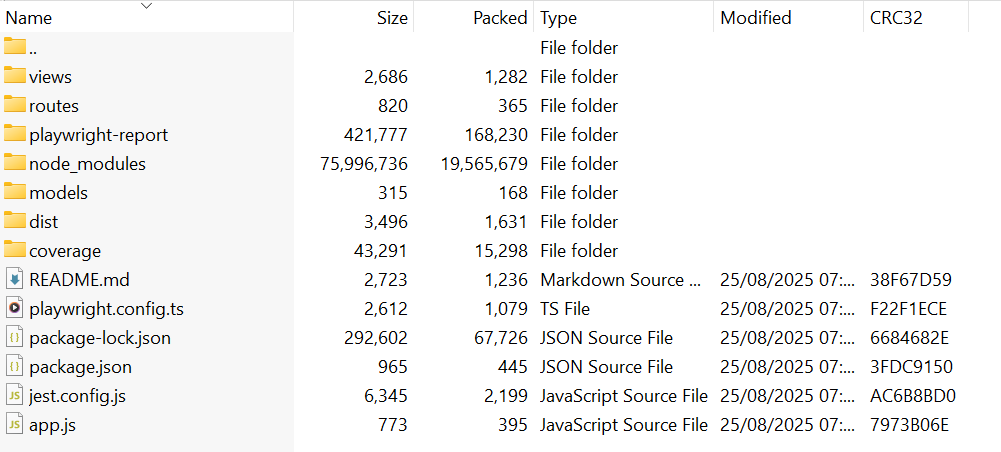 Name Size Packed Type Modified CRC32
.. File folder
views 2,686 1,282 File folder
routes 820 365 File folder
playwright-report 421,777 168,230 File folder
node_modules 75,996,736 19,565,679 File folder
models 315 168 File folder
dist 3,496 1,631 File folder
coverage 43,291 15,298 File folder
README.md 2,723 1,236 Markdown Source ... 25/08/2025 07:... 38F67D59
playwright.config.ts 2,612 1,079 TS File 25/08/2025 07:... F22F1ECE
package-lock.json 292,602 67,726 JSON Source File 25/08/2025 07:... 6684682E
package.json 965 445 JSON Source File 25/08/2025 07:... 3FDC9150
jest.config.js 6,345 2,199 JavaScript Source File 25/08/2025 07:... AC6B8BD0
app.js 773 395 JavaScript Source File 25/08/2025 07:... 7973B06E